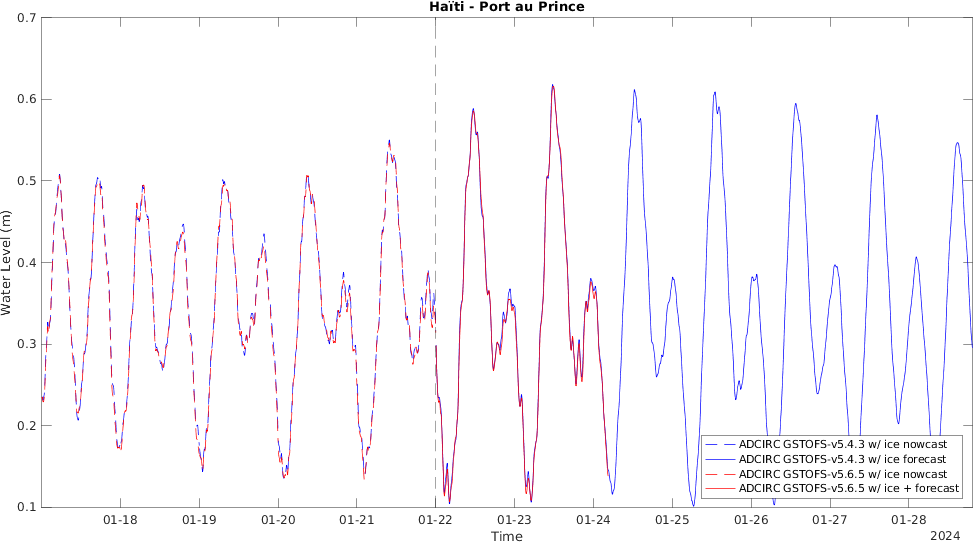 Haïti - Port au Prince
Water Level (m)
0.7
0.6
0.5
0.4
0.3
0.2
0.1
ADCIRC GSTOFS-v5.4.3 w/ ice nowcast
ADCIRC GSTOFS-v5.4.3 w/ ice forecast
ADCIRC GSTOFS-v5.6.5 w/ ice nowcast
ADCIRC GSTOFS-v5.6.5 w/ ice + forecast
01-18 01-19 01-20 01-21 01-22 01-23 01-24 01-25 01-26 01-27 01-28
Time
2024